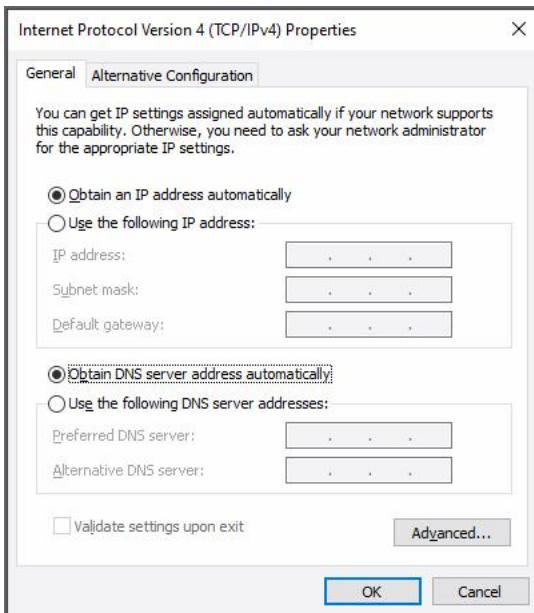 Internet Protocol Version 4 (TCP/IPv4) Properties
General
Alternative Configuration
You can get IP settings assigned automatically if your network supports
this capability. Otherwise, you need to ask your network administrator
for the appropriate IP settings.
Obtain an IP address automatically
Use the following IP address:
IP address:
Subnet mask:
Default gateway:
Obtain DNS server address automatically
Use the following DNS server addresses:
Preferred DNS server:
Alternative DNS server:
Validate settings upon exit
Advanced...
OK
Cancel